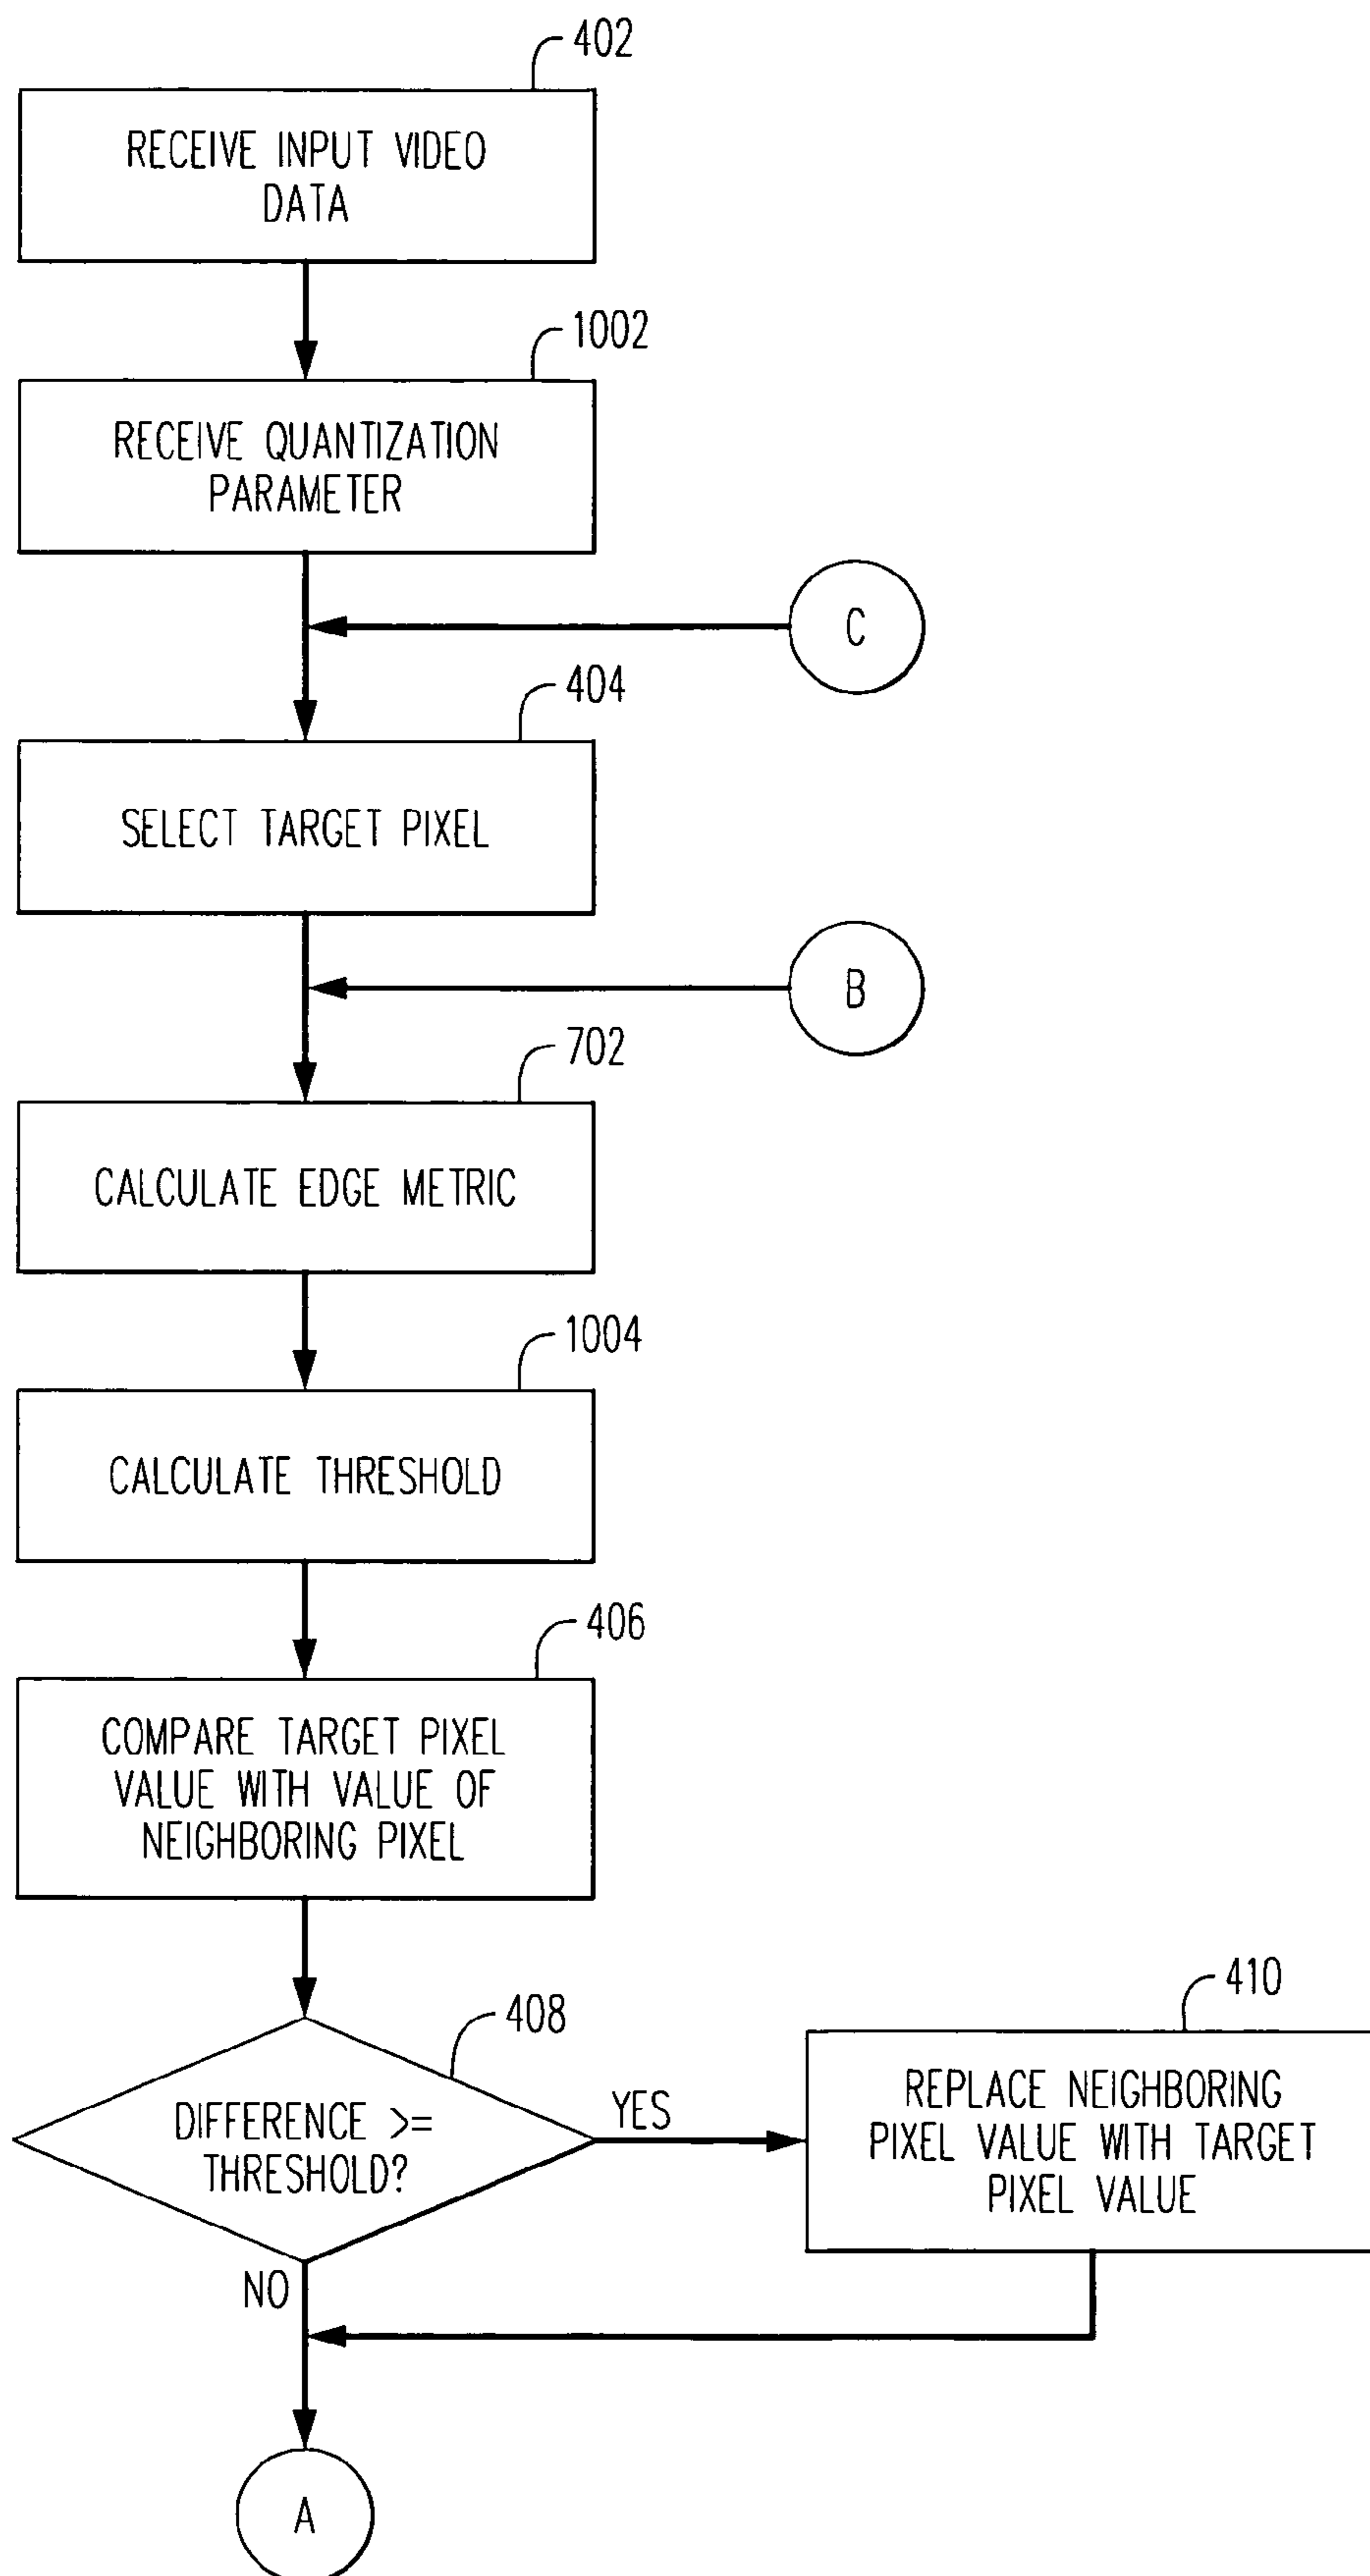 402
RECEIVE INPUT VIDEO
DATA
1002
RECEIVE QUANTIZATION
PARAMETER
C
404
SELECT TARGET PIXEL
B
702
CALCULATE EDGE METRIC
1004
CALCULATE THRESHOLD
406
COMPARE TARGET PIXEL
VALUE WITH VALUE OF
NEIGHBORING PIXEL
408
DIFFERENCE >=
THRESHOLD?
YES
410
REPLACE NEIGHBORING
PIXEL VALUE WITH TARGET
PIXEL VALUE
NO
A